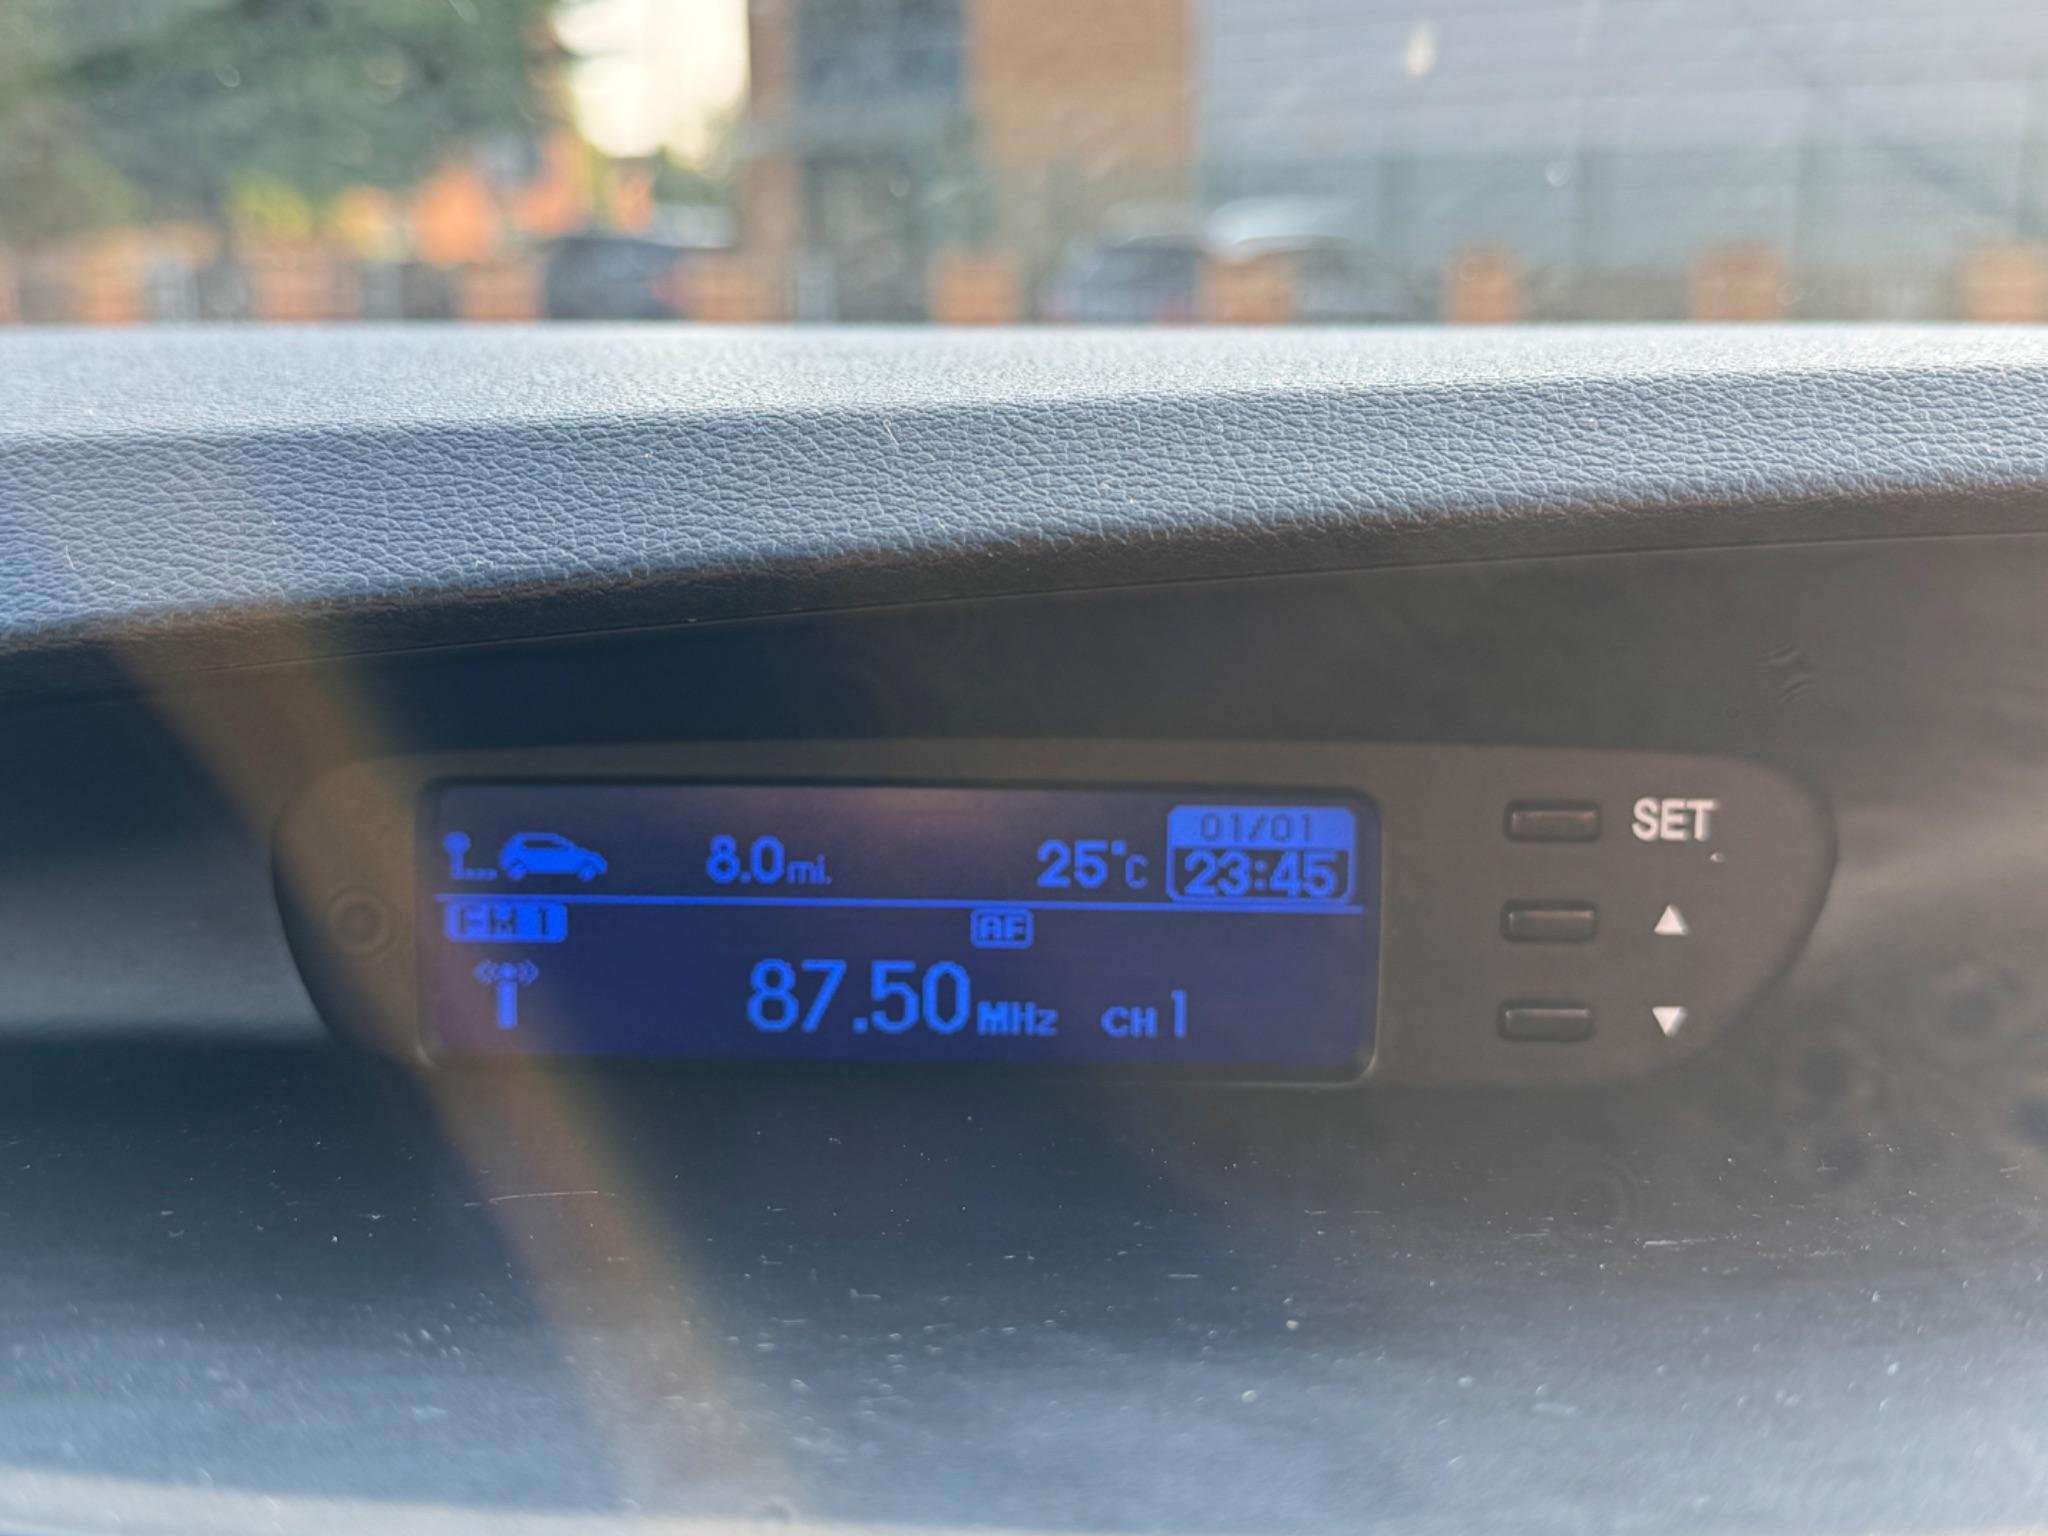 01/01
8.0mi. 25°C 23:45
FM 1 AF
87.50MHz CH 1
SET